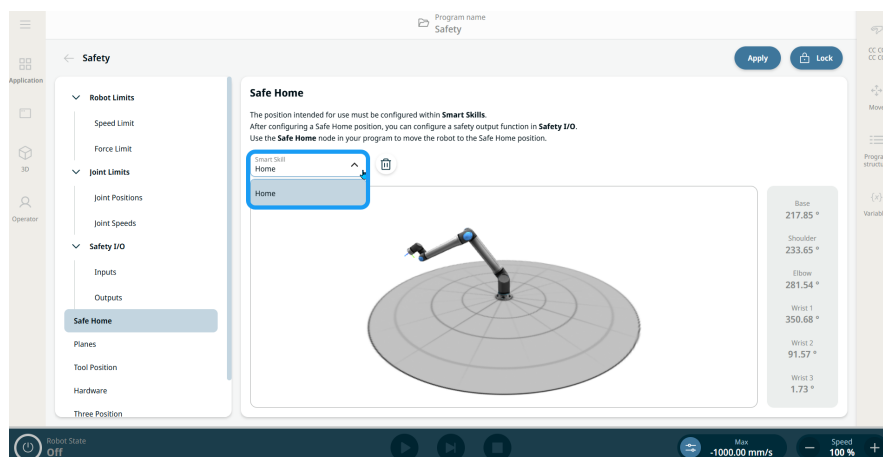 Program name
Safety
Safety
Apply
Lock
Application
3D
Operator
Robot Limits
Speed Limit
Force Limit
Joint Limits
Joint Positions
Joint Speeds
Safety I/O
Inputs
Outputs
Safe Home
Planes
Tool Position
Hardware
Three Position
Safe Home
The position intended for use must be configured within Smart Skills.
After configuring a Safe Home position, you can configure a safety output function in Safety I/O.
Use the Safe Home node in your program to move the robot to the Safe Home position.
Smart Skill
Home
Home
Base
217.85 °
Shoulder
233.65 °
Elbow
281.54 °
Wrist 1
350.68 °
Wrist 2
91.57 °
Wrist 3
1.73 °
Move
Robot State
Off
Max
-1000.00 mm/s
Speed
100 %